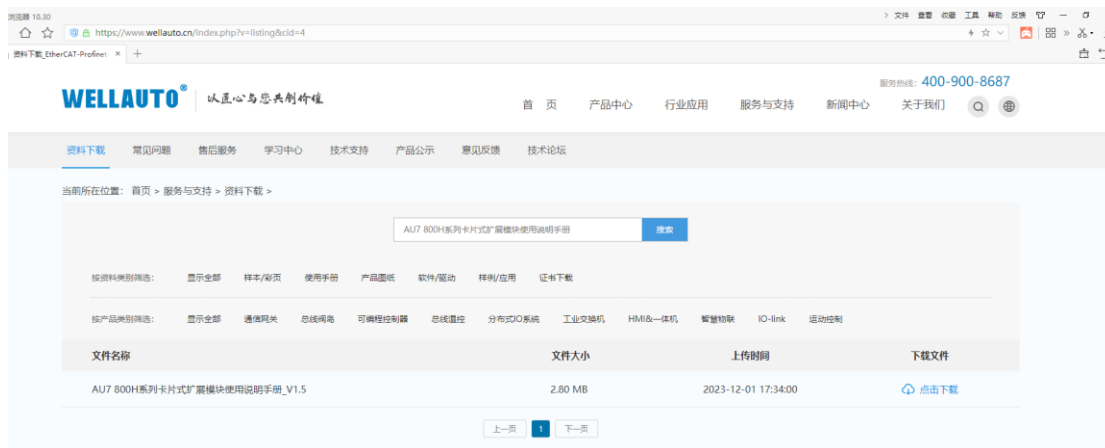 浏览器 10.30
> 文件 查看 收藏 工具 帮助 反馈
https://www.wellauto.cn/index.php?v=listing&cid=4
资料下载_EtherCAT-Profinet × +
WELLAUTO® 以匠心与您共创价值
服务热线: 400-900-8687
首 页 产品中心 行业应用 服务与支持 新闻中心 关于我们
资料下载 常见问题 售后服务 学习中心 技术支持 产品公示 意见反馈 技术论坛
当前所在位置: 首页 > 服务与支持 > 资料下载 >
AU7 800H系列卡片式扩展模块使用说明手册 搜索
按资料类别筛选: 显示全部 样本/彩页 使用手册 产品图纸 软件/驱动 样例/应用 证书下载
按产品类别筛选: 显示全部 通信网关 总线阀岛 可编程控制器 总线温控 分布式IO系统 工业交换机 HMI&一体机 智慧物联 IO-link 运动控制
文件名称 文件大小 上传时间 下载文件
AU7 800H系列卡片式扩展模块使用说明手册_V1.5 2.80 MB 2023-12-01 17:34:00 点击下载
上一页 1 下一页